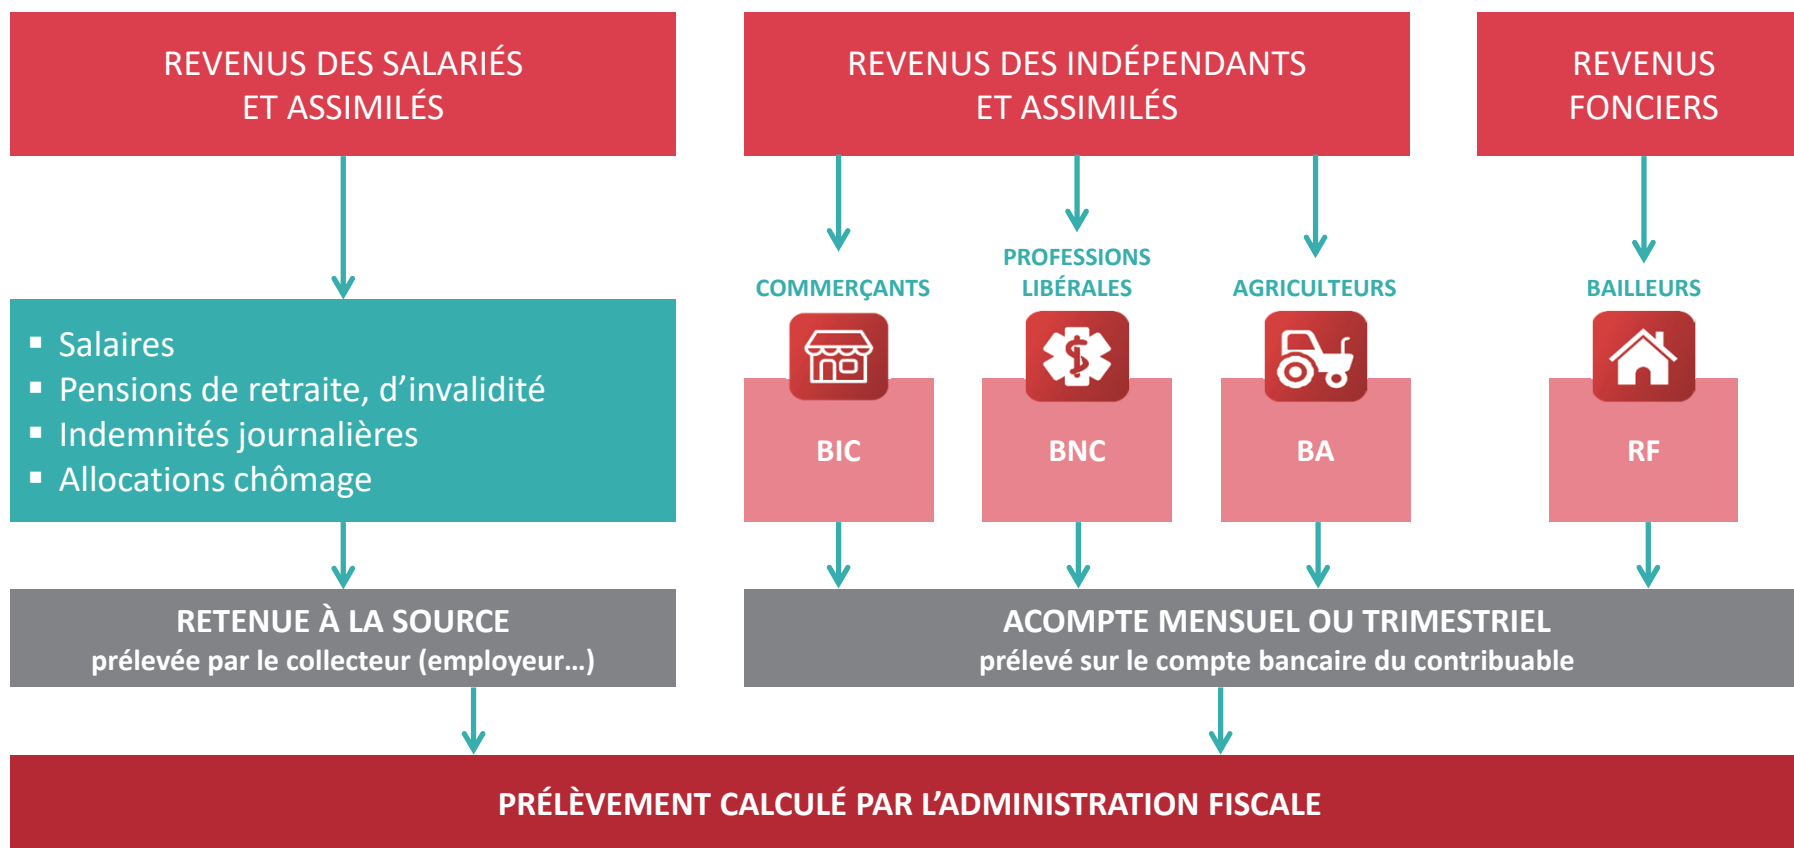 REVENUS DES SALARIÉS
ET ASSIMILÉS
REVENUS DES INDÉPENDANTS
ET ASSIMILÉS
REVENUS
FONCIERS
COMMERÇANTS
PROFESSIONS
LIBÉRALES
AGRICULTEURS
BAILLEURS
▪ Salaires
▪ Pensions de retraite, d’invalidité
▪ Indemnités journalières
▪ Allocations chômage
BIC
BNC
BA
RF
RETENUE À LA SOURCE
prélevée par le collecteur (employeur…)
ACOMPTE MENSUEL OU TRIMESTRIEL
prélevé sur le compte bancaire du contribuable
PRÉLÈVEMENT CALCULÉ PAR L’ADMINISTRATION FISCALE